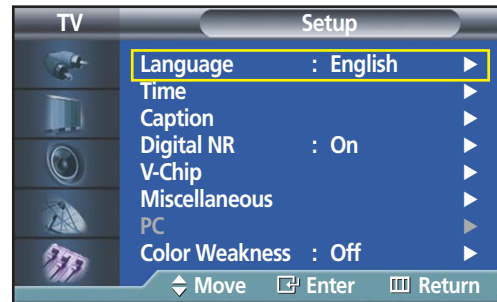 TV Setup
Language : English
Time
Caption
Digital NR : On
V-Chip
Miscellaneous
PC
Color Weakness : Off
Move Enter Return